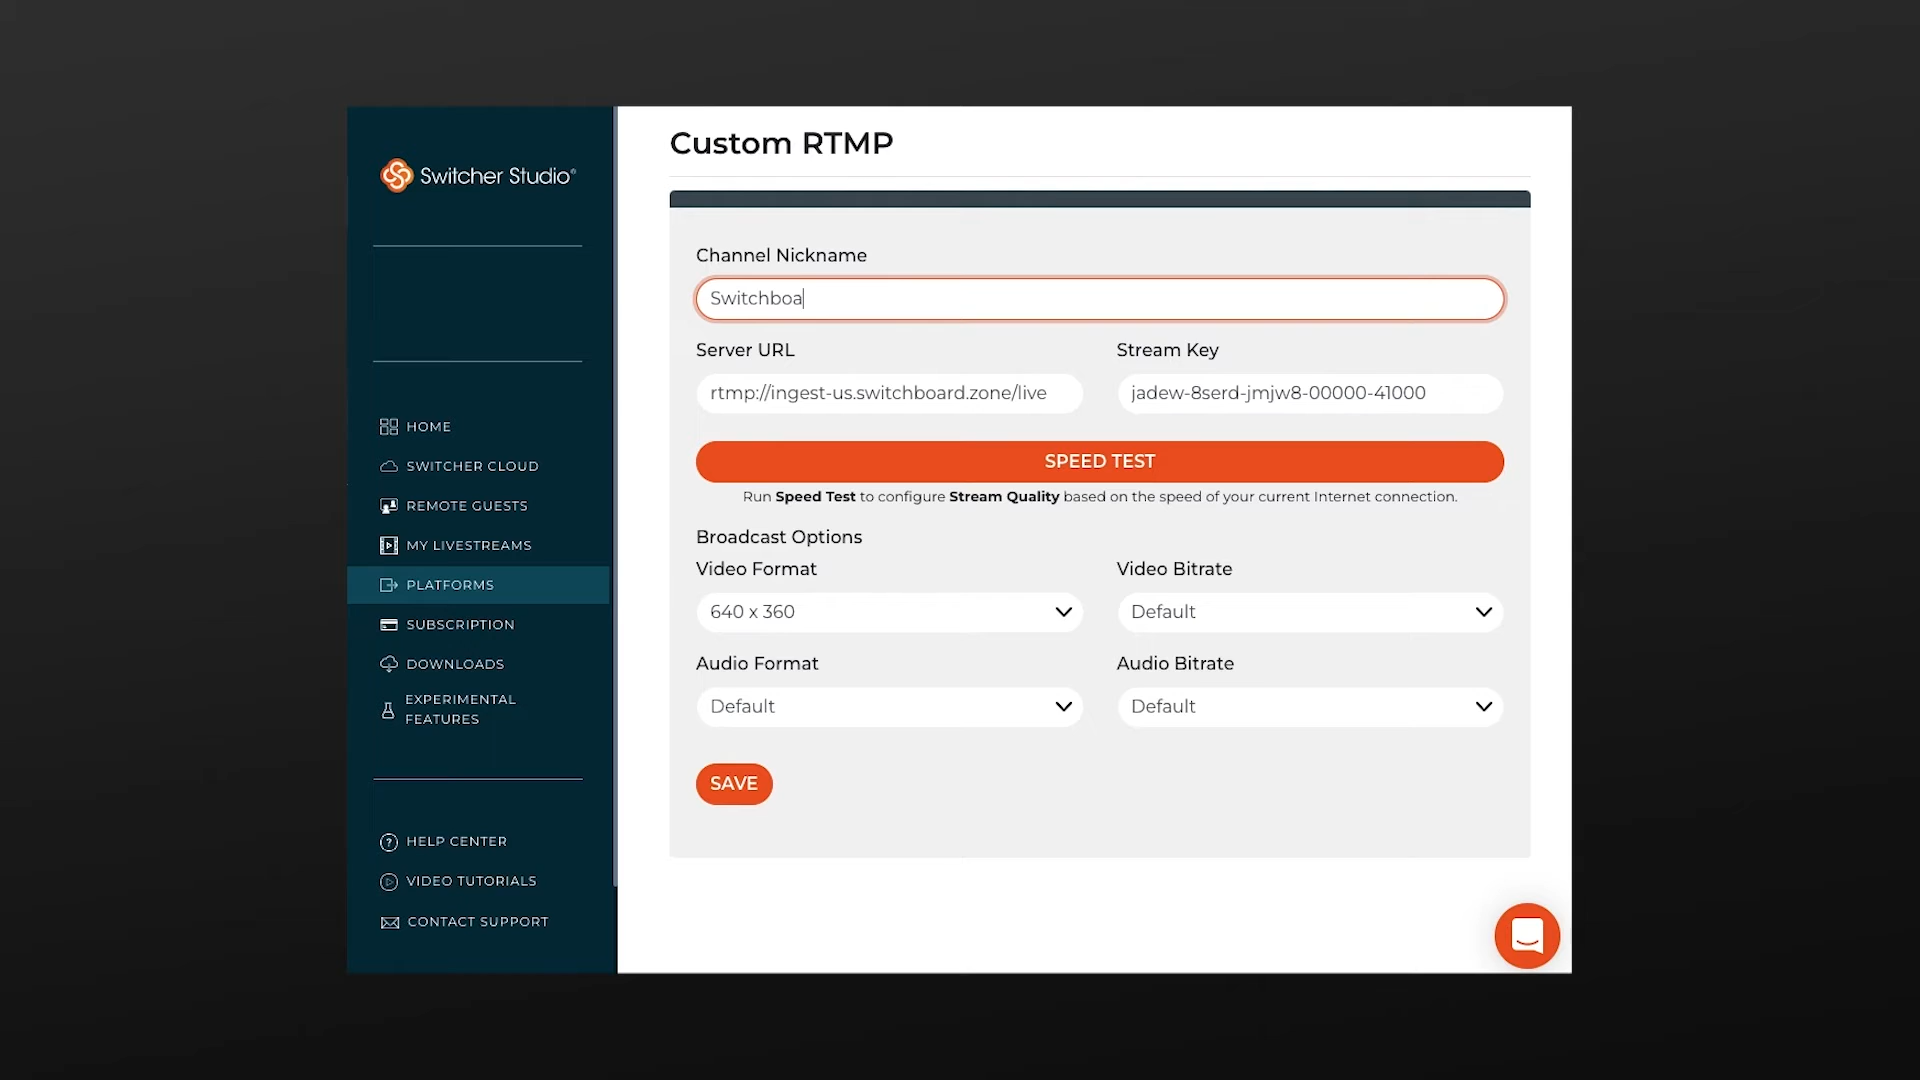 Switcher Studio®
HOME
SWITCHER CLOUD
REMOTE GUESTS
MY LIVESTREAMS
PLATFORMS
SUBSCRIPTION
DOWNLOADS
EXPERIMENTAL
FEATURES
HELP CENTER
VIDEO TUTORIALS
CONTACT SUPPORT
Custom RTMP
Channel Nickname
Switchboa
Server URL
Stream Key
rtmp://ingest-us.switchboard.zone/live
jadew-8serd-jmjw8-00000-41000
SPEED TEST
Run Speed Test to configure Stream Quality based on the speed of your current Internet connection.
Broadcast Options
Video Format
Video Bitrate
640 x 360
Default
Audio Format
Audio Bitrate
Default
Default
SAVE